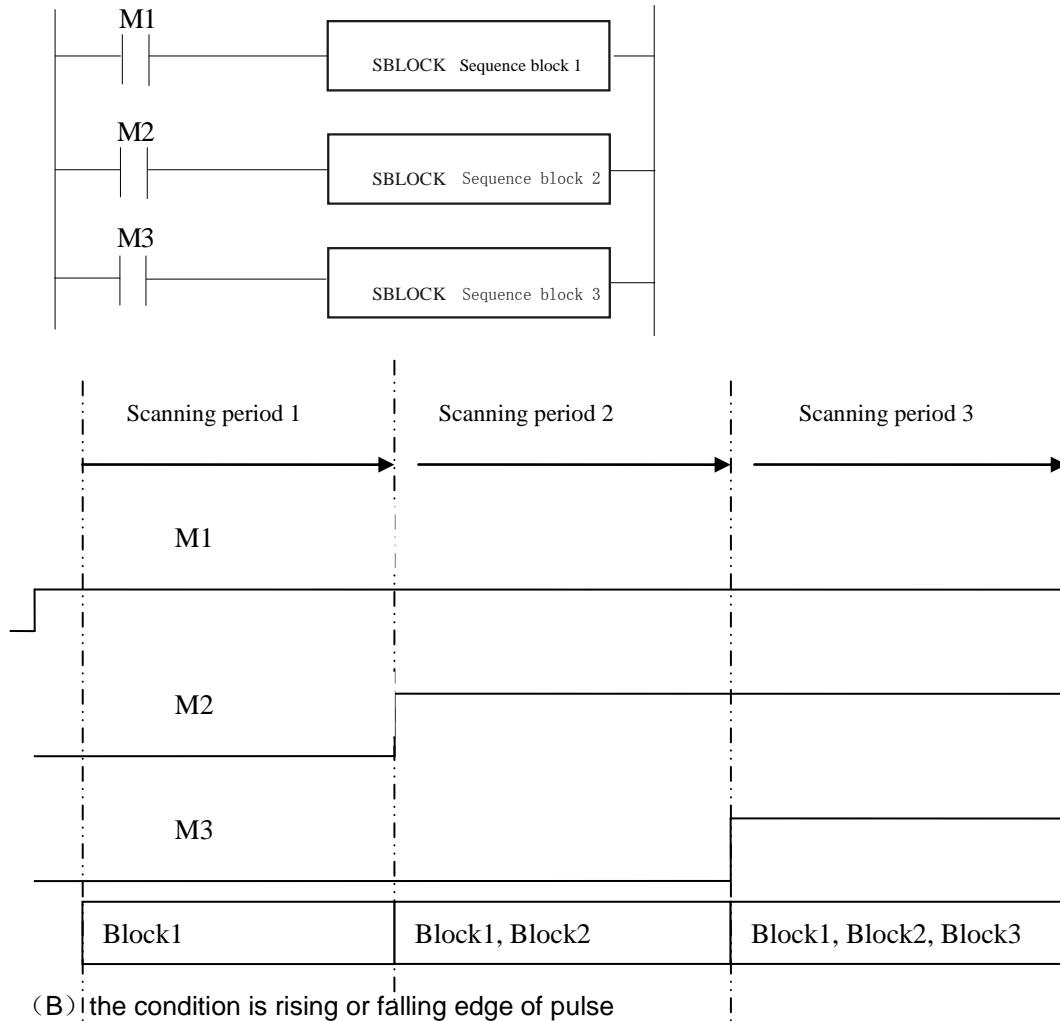 M1
SBLOCK Sequence block 1
M2
SBLOCK Sequence block 2
M3
SBLOCK Sequence block 3
Scanning period 1 Scanning period 2 Scanning period 3
M1
M2
M3
Block1 Block1, Block2 Block1, Block2, Block3
（B） the condition is rising or falling edge of pulse